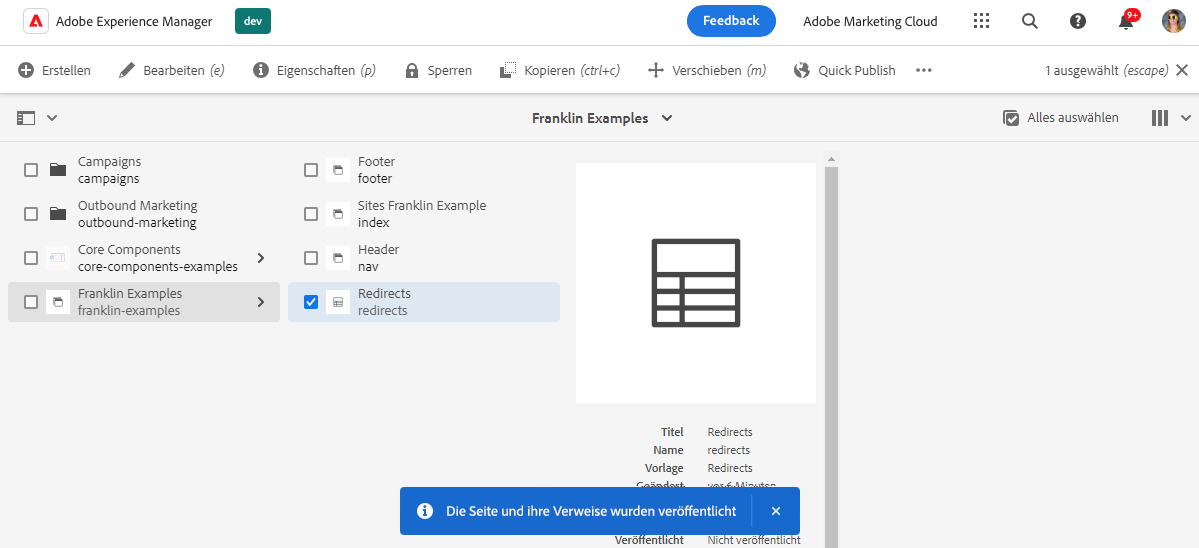 Adobe Experience Manager dev Feedback Adobe Marketing Cloud 9+
Erstellen Bearbeiten (e) Eigenschaften (p) Sperren Kopieren (ctrl+c) Verschieben (m) Quick Publish 1 ausgewählt (escape)
Franklin Examples Alles auswählen
Campaigns
campaigns
Outbound Marketing
outbound-marketing
Core Components
core-components-examples
Franklin Examples
franklin-examples
Footer
footer
Sites Franklin Example
index
Header
nav
Redirects
redirects
Titel Redirects
Name redirects
Vorlage Redirects
Geändert vor 6 Minuten
Die Seite und ihre Verweise wurden veröffentlicht
Veröffentlicht Nicht veröffentlicht